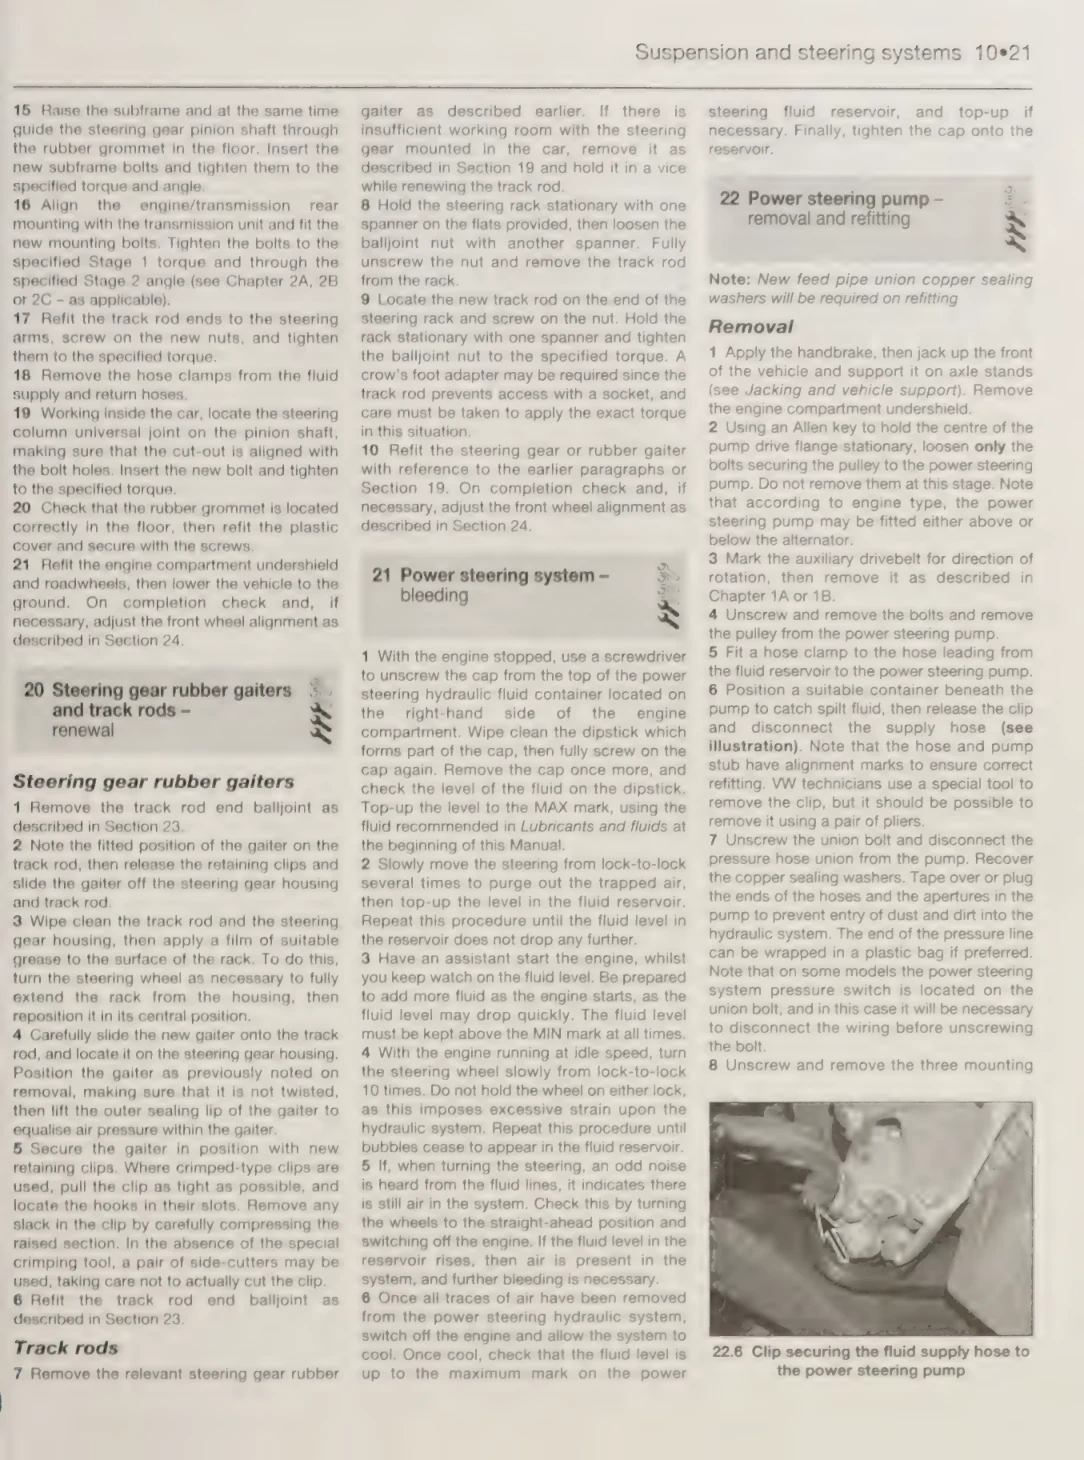 Suspension and steering systems 10•21
15 Raise the subframe and at the same time
guide the steering gear pinion shaft through
the rubber grommet in the floor. Insert the
new subframe bolts and tighten them to the
specified torque and angle.
16 Align the engine/transmission rear
mounting with the transmission unit and fit the
new mounting bolts. Tighten the bolts to the
specified Stage 1 torque and through the
specified Stage 2 angle (see Chapter 2A, 2B
or 2C – as applicable).
17 Refit the track rod ends to the steering
arms, screw on the new nuts, and tighten
them to the specified torque.
18 Remove the hose clamps from the fluid
supply and return hoses.
19 Working inside the car, locate the steering
column universal joint on the pinion shaft,
making sure that the cut-out is aligned with
the bolt holes. Insert the new bolt and tighten
to the specified torque.
20 Check that the rubber grommet is located
correctly in the floor, then refit the plastic
cover and secure with the screws.
21 Refit the engine compartment undershield
and roadwheels, then lower the vehicle to the
ground. On completion check and, if
necessary, adjust the front wheel alignment as
described in Section 24.
20 Steering gear rubber gaiters
and track rods –
renewal
Steering gear rubber gaiters
1 Remove the track rod end balljoint as
described in Section 23.
2 Note the fitted position of the gaiter on the
track rod, then release the retaining clips and
slide the gaiter off the steering gear housing
and track rod.
3 Wipe clean the track rod and the steering
gear housing, then apply a film of suitable
grease to the surface of the rack. To do this,
turn the steering wheel as necessary to fully
extend the rack from the housing, then
reposition it in its central position.
4 Carefully slide the new gaiter onto the track
rod, and locate it on the steering gear housing.
Position the gaiter as previously noted on
removal, making sure that it is not twisted,
then lift the outer sealing lip of the gaiter to
equalise air pressure within the gaiter.
5 Secure the gaiter in position with new
retaining clips. Where crimped-type clips are
used, pull the clip as tight as possible, and
locate the hooks in their slots. Remove any
slack in the clip by carefully compressing the
raised section. In the absence of the special
crimping tool, a pair of side-cutters may be
used, taking care not to actually cut the clip.
6 Refit the track rod end balljoint as
described in Section 23.
Track rods
7 Remove the relevant steering gear rubber
gaiter as described earlier. If there is
insufficient working room with the steering
gear mounted in the car, remove it as
described in Section 19 and hold it in a vice
while renewing the track rod.
8 Hold the steering rack stationary with one
spanner on the flats provided, then loosen the
balljoint nut with another spanner. Fully
unscrew the nut and remove the track rod
from the rack.
9 Locate the new track rod on the end of the
steering rack and screw on the nut. Hold the
rack stationary with one spanner and tighten
the balljoint nut to the specified torque. A
crow's foot adapter may be required since the
track rod prevents access with a socket, and
care must be taken to apply the exact torque
in this situation.
10 Refit the steering gear or rubber gaiter
with reference to the earlier paragraphs or
Section 19. On completion check and, if
necessary, adjust the front wheel alignment as
described in Section 24.
21 Power steering system –
bleeding
1 With the engine stopped, use a screwdriver
to unscrew the cap from the top of the power
steering hydraulic fluid container located on
the right-hand side of the engine
compartment. Wipe clean the dipstick which
forms part of the cap, then fully screw on the
cap again. Remove the cap once more, and
check the level of the fluid on the dipstick.
Top-up the level to the MAX mark, using the
fluid recommended in Lubricants and fluids at
the beginning of this Manual.
2 Slowly move the steering from lock-to-lock
several times to purge out the trapped air,
then top-up the level in the fluid reservoir.
Repeat this procedure until the fluid level in
the reservoir does not drop any further.
3 Have an assistant start the engine, whilst
you keep watch on the fluid level. Be prepared
to add more fluid as the engine starts, as the
fluid level may drop quickly. The fluid level
must be kept above the MIN mark at all times.
4 With the engine running at idle speed, turn
the steering wheel slowly from lock-to-lock
10 times. Do not hold the wheel on either lock,
as this imposes excessive strain upon the
hydraulic system. Repeat this procedure until
bubbles cease to appear in the fluid reservoir.
5 If, when turning the steering, an odd noise
is heard from the fluid lines, it indicates there
is still air in the system. Check this by turning
the wheels to the straight-ahead position and
switching off the engine. If the fluid level in the
reservoir rises, then air is present in the
system, and further bleeding is necessary.
6 Once all traces of air have been removed
from the power steering hydraulic system,
switch off the engine and allow the system to
cool. Once cool, check that the fluid level is
up to the maximum mark on the power
steering fluid reservoir, and top-up if
necessary. Finally, tighten the cap onto the
reservoir.
22 Power steering pump –
removal and refitting
Note: New feed pipe union copper sealing
washers will be required on refitting
Removal
1 Apply the handbrake, then jack up the front
of the vehicle and support it on axle stands
(see Jacking and vehicle support). Remove
the engine compartment undershield.
2 Using an Allen key to hold the centre of the
pump drive flange stationary, loosen only the
bolts securing the pulley to the power steering
pump. Do not remove them at this stage. Note
that according to engine type, the power
steering pump may be fitted either above or
below the alternator.
3 Mark the auxiliary drivebelt for direction of
rotation, then remove it as described in
Chapter 1A or 1B.
4 Unscrew and remove the bolts and remove
the pulley from the power steering pump.
5 Fit a hose clamp to the hose leading from
the fluid reservoir to the power steering pump.
6 Position a suitable container beneath the
pump to catch spilt fluid, then release the clip
and disconnect the supply hose (see
illustration). Note that the hose and pump
stub have alignment marks to ensure correct
refitting. VW technicians use a special tool to
remove the clip, but it should be possible to
remove it using a pair of pliers.
7 Unscrew the union bolt and disconnect the
pressure hose union from the pump. Recover
the copper sealing washers. Tape over or plug
the ends of the hoses and the apertures in the
pump to prevent entry of dust and dirt into the
hydraulic system. The end of the pressure line
can be wrapped in a plastic bag if preferred.
Note that on some models the power steering
system pressure switch is located on the
union bolt, and in this case it will be necessary
to disconnect the wiring before unscrewing
the bolt.
8 Unscrew and remove the three mounting
22.6 Clip securing the fluid supply hose to
the power steering pump